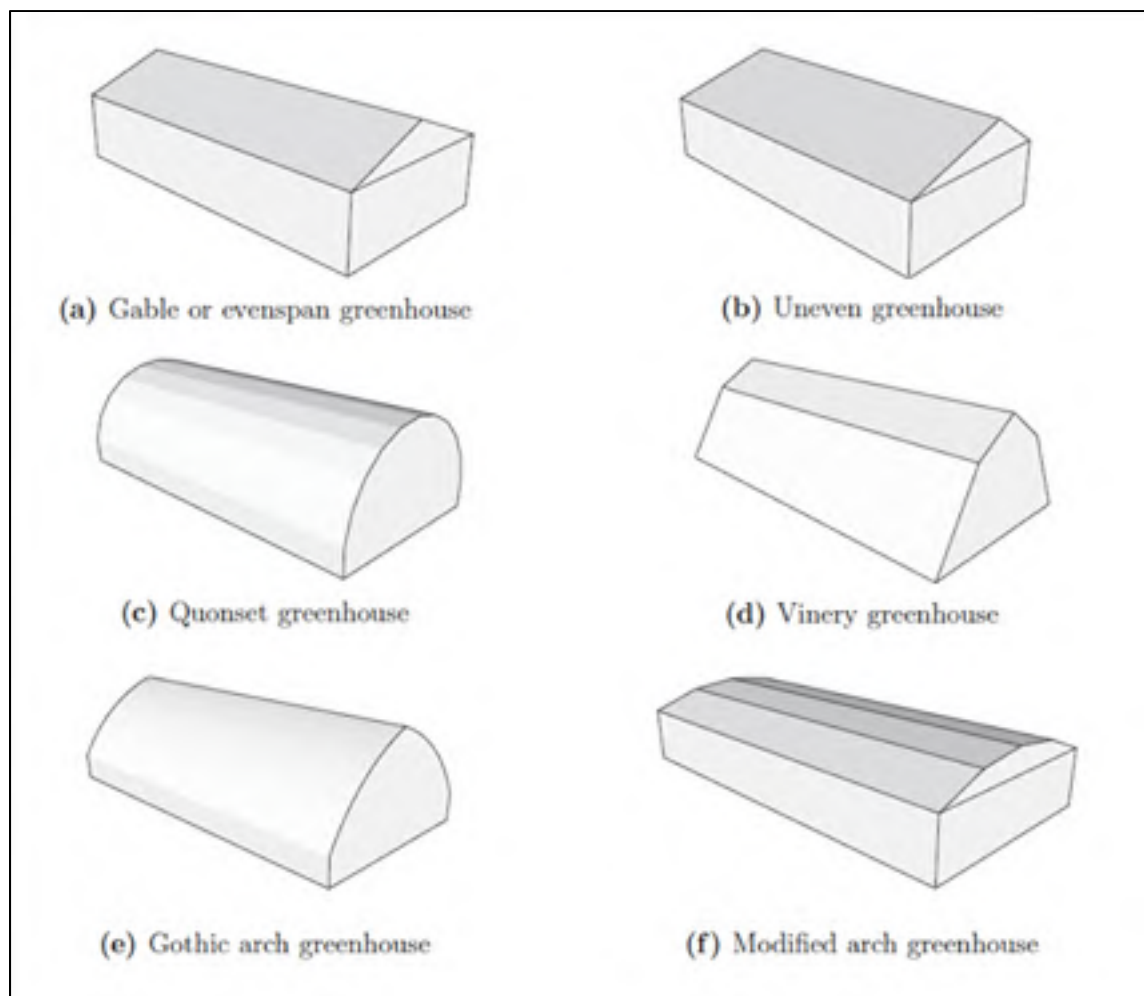 (a) Gable or evenspan greenhouse
(b) Uneven greenhouse
(c) Quonset greenhouse
(d) Vinery greenhouse
(e) Gothic arch greenhouse
(f) Modified arch greenhouse